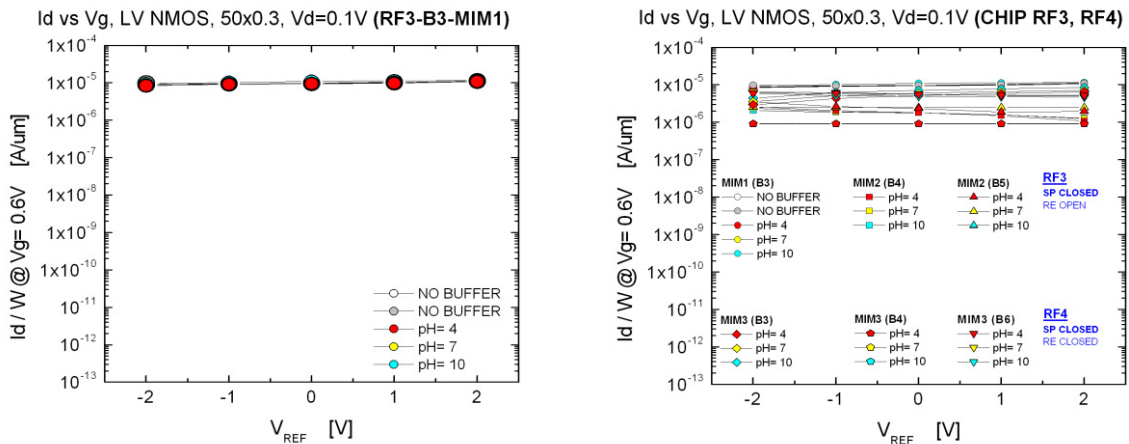 Id vs Vg, LV NMOS, 50x0.3, Vd=0.1V (RF3-B3-MIM1)
Id / W @ Vg= 0.6V [A/um]
1x10⁻⁴
1x10⁻⁵
1x10⁻⁶
1x10⁻⁷
1x10⁻⁸
1x10⁻⁹
1x10⁻¹⁰
10⁻¹¹
10⁻¹²
10⁻¹³
NO BUFFER
NO BUFFER
pH= 4
pH= 7
pH= 10
-2 -1 0 1 2
V_REF [V]
Id vs Vg, LV NMOS, 50x0.3, Vd=0.1V (CHIP RF3, RF4)
Id / W @ Vg= 0.6V [A/um]
1x10⁻⁴
1x10⁻⁵
1x10⁻⁶
1x10⁻⁷
1x10⁻⁸
1x10⁻⁹
1x10⁻¹⁰
10⁻¹¹
10⁻¹²
10⁻¹³
MIM1 (B3)
NO BUFFER
NO BUFFER
pH= 4
pH= 7
pH= 10
MIM2 (B4)
pH= 4
pH= 7
pH= 10
MIM2 (B5)
pH= 4
pH= 7
pH= 10
RF3
SP CLOSED
RE OPEN
MIM3 (B3)
pH= 4
pH= 7
pH= 10
MIM3 (B4)
pH= 4
pH= 7
pH= 10
MIM3 (B6)
pH= 4
pH= 7
pH= 10
RF4
SP CLOSED
RE CLOSED
-2 -1 0 1 2
V_REF [V]